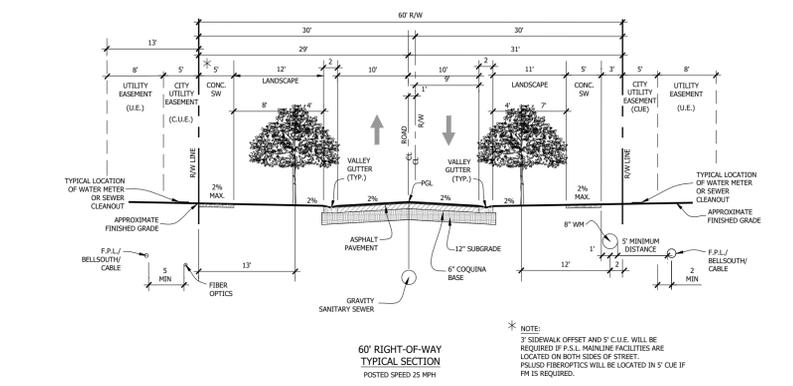 60' R/W
30'
30'
13'
29'
31'
2
2
8'
5'
5'
12'
10'
10'
11'
5'
3'
5'
8'
UTILITY
EASEMENT
(U.E.)
CITY
UTILITY
EASEMENT
(C.U.E.)
*
CONC.
SW
LANDSCAPE
9'
1'
LANDSCAPE
CONC.
SW
CITY
UTILITY
EASEMENT
(CUE)
UTILITY
EASEMENT
(U.E.)
8'
4'
4'
7'
R/W LINE
ROAD
CL
R/W
CL
R/W LINE
VALLEY
GUTTER
(TYP.)
VALLEY
GUTTER
(TYP.)
PGL
TYPICAL LOCATION
OF WATER METER
OR SEWER
CLEANOUT
2%
MAX.
2%
2%
2%
2%
2%
MAX.
TYPICAL LOCATION
OF WATER METER
OR SEWER
CLEANOUT
APPROXIMATE
FINISHED GRADE
APPROXIMATE
FINISHED GRADE
ASPHALT
PAVEMENT
12" SUBGRADE
6" COQUINA
BASE
8" WM
1'
5' MINIMUM
DISTANCE
F.P.L./
BELLSOUTH/
CABLE
F.P.L./
BELLSOUTH/
CABLE
5
MIN
FIBER
OPTICS
13'
12'
2
2
MIN
GRAVITY
SANITARY SEWER
60' RIGHT-OF-WAY
TYPICAL SECTION
POSTED SPEED 25 MPH
* NOTE:
3' SIDEWALK OFFSET AND 5' C.U.E. WILL BE
REQUIRED IF P.S.L. MAINLINE FACILITIES ARE
LOCATED ON BOTH SIDES OF STREET.
PSLUSD FIBEROPTICS WILL BE LOCATED IN 5' CUE IF
FM IS REQUIRED.